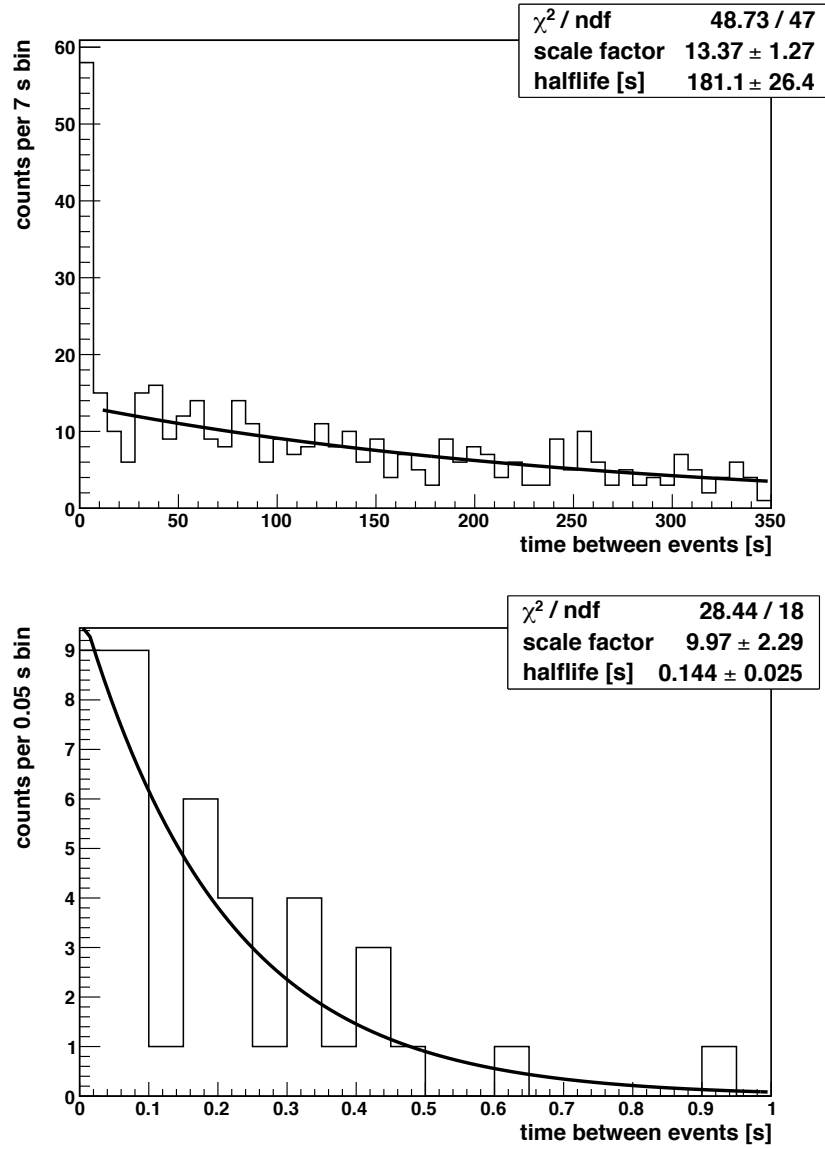 χ² / ndf 48.73 / 47
scale factor 13.37 ± 1.27
halflife [s] 181.1 ± 26.4
counts per 7 s bin
60
50
40
30
20
10
0
0 50 100 150 200 250 300 350
time between events [s]
χ² / ndf 28.44 / 18
scale factor 9.97 ± 2.29
halflife [s] 0.144 ± 0.025
counts per 0.05 s bin
9
8
7
6
5
4
3
2
1
0
0 0.1 0.2 0.3 0.4 0.5 0.6 0.7 0.8 0.9 1
time between events [s]